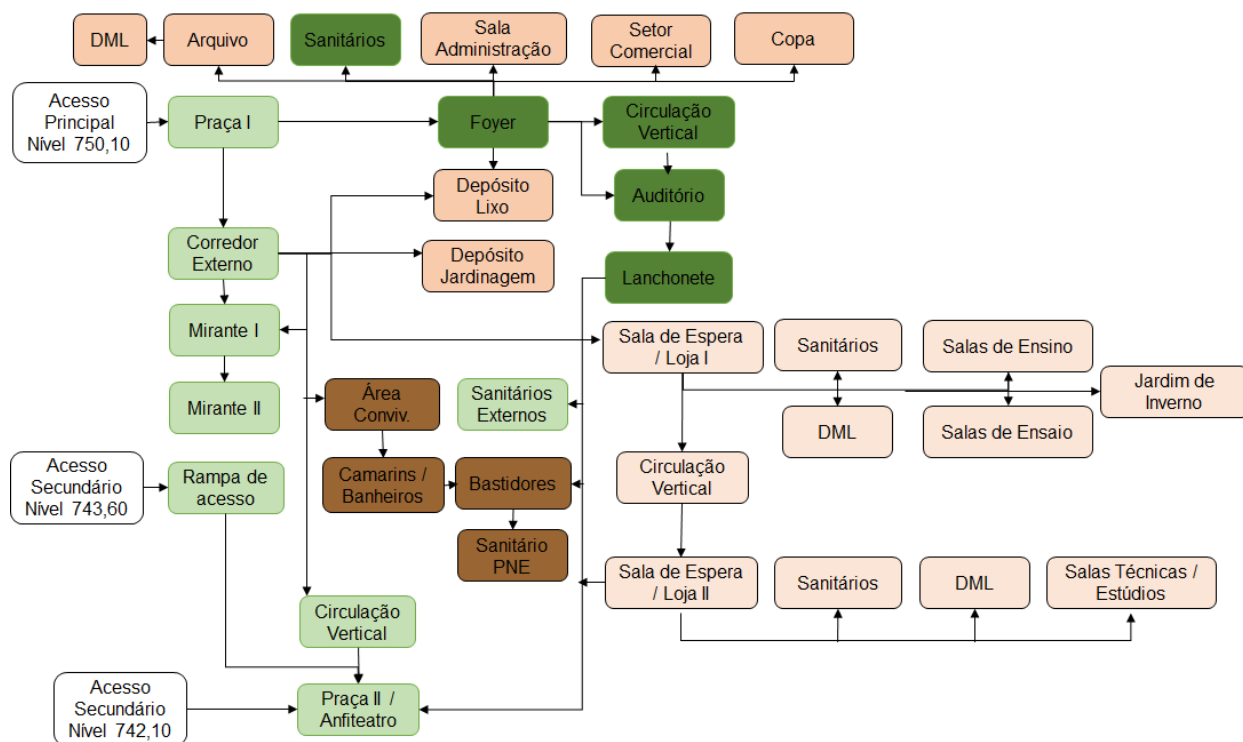 DML
Arquivo
Sanitários
Sala
Administração
Setor
Comercial
Copa
Acesso
Principal
Nível 750,10
Praça I
Foyer
Circulação
Vertical
Depósito
Lixo
Auditório
Corredor
Externo
Depósito
Jardinagem
Lanchonete
Mirante I
Sala de Espera
/ Loja I
Sanitários
Salas de Ensino
Mirante II
Área
Conviv.
Sanitários
Externos
DML
Salas de Ensaio
Jardim de
Inverno
Acesso
Secundário
Nível 743,60
Rampa de
acesso
Camarins /
Banheiros
Bastidores
Circulação
Vertical
Sanitário
PNE
Sala de Espera
/ Loja II
Sanitários
DML
Salas Técnicas /
Estúdios
Circulação
Vertical
Acesso
Secundário
Nível 742,10
Praça II /
Anfiteatro